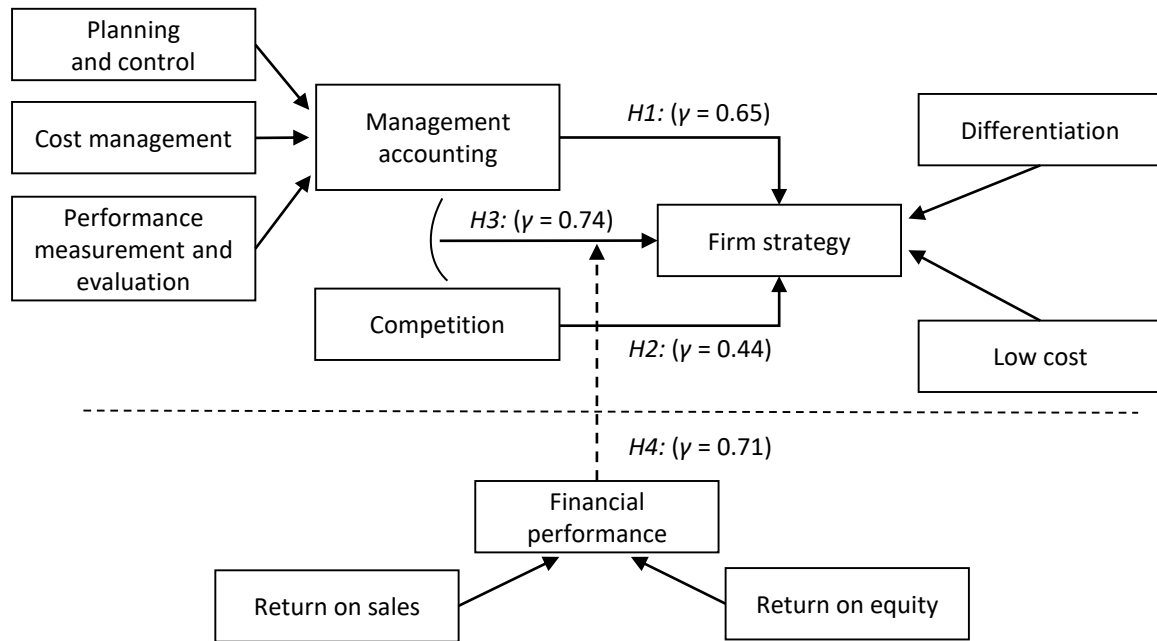 Planning
and control
Cost management
Performance
measurement and
evaluation
Management
accounting
H1: (γ = 0.65)
Differentiation
H3: (γ = 0.74)
Firm strategy
Competition
H2: (γ = 0.44)
Low cost
H4: (γ = 0.71)
Financial
performance
Return on sales
Return on equity